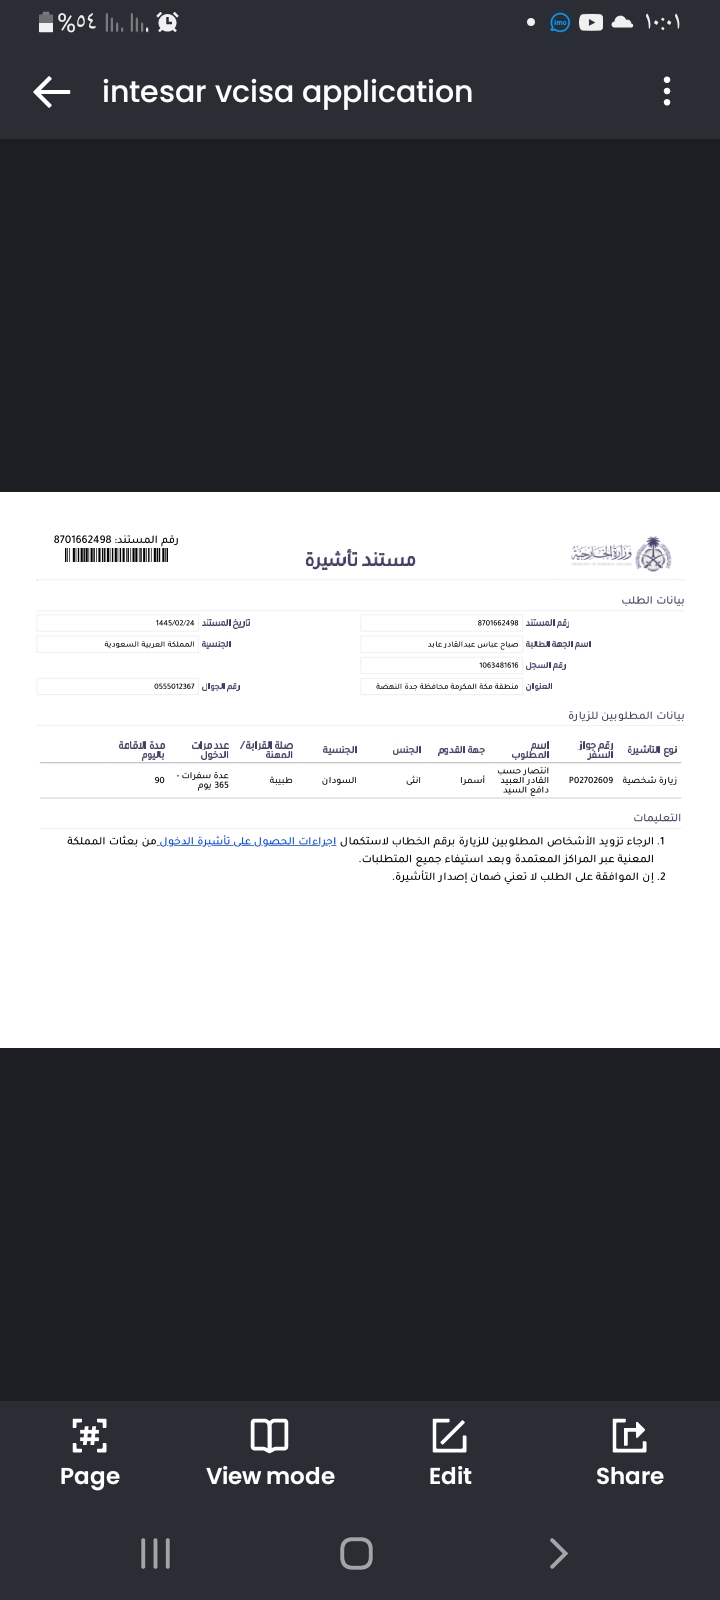 %٥٤
١٠:٠١
intesar vcisa application
رقم المستند: 8701662498
مستند تأشيرة
وزارة الخارجية
بيانات الطلب
رقم المستند 8701662498 تاريخ المستند 1445/02/24
اسم الجهة الطالبة صباح عباس عبدالقادر عابد الجنسية المملكة العربية السعودية
رقم السجل 1063481616
العنوان منطقة مكة المكرمة محافظة جدة النهضة رقم الجوال 0555012367
بيانات المطلوبين للزيارة
نوع التأشيرة رقم جواز السفر اسم المطلوب جهة القدوم الجنس الجنسية صلة القرابة/ المهنة عدد مرات الدخول مدة الاقامة باليوم
زيارة شخصية P02702609 انتصار حسب القادر العبيد دافع السيد أسمرا انثى السودان طبيبة عدة سفرات - 365 يوم 90
التعليمات
1. الرجاء تزويد الأشخاص المطلوبين للزيارة برقم الخطاب لاستكمال اجراءات الحصول على تأشيرة الدخول من بعثات المملكة
المعنية عبر المراكز المعتمدة وبعد استيفاء جميع المتطلبات.
2. إن الموافقة على الطلب لا تعني ضمان إصدار التأشيرة.
Page View mode Edit Share